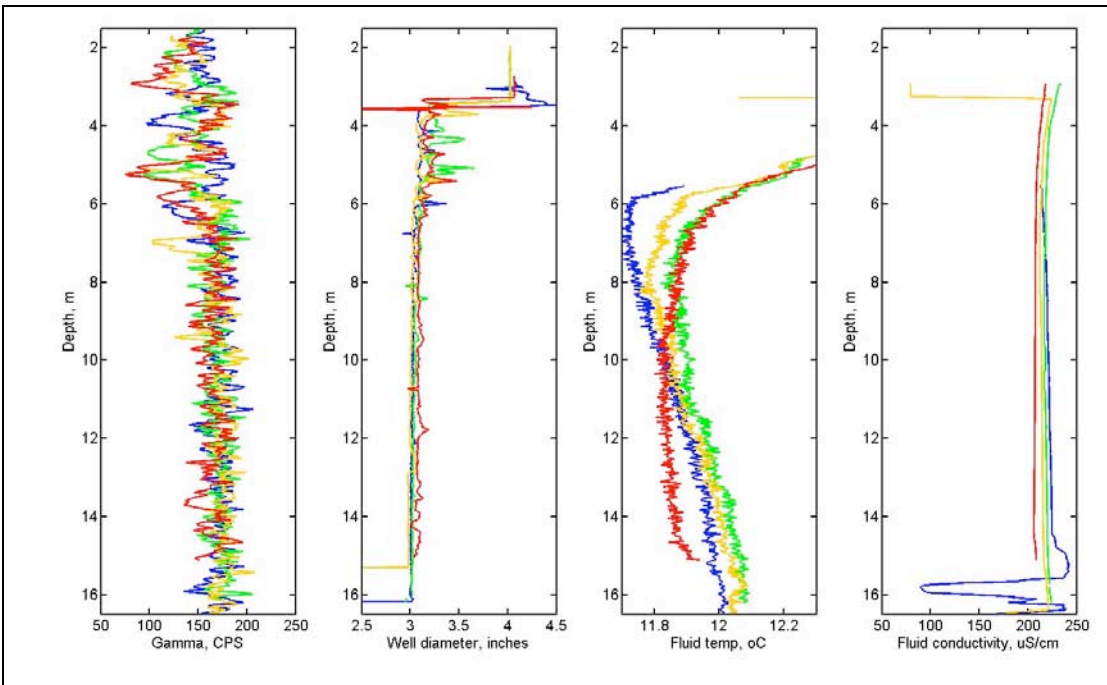 2
4
6
8
10
12
14
16
Depth, m
50 100 150 200 250
Gamma, CPS
2
4
6
8
10
12
14
16
Depth, m
2.5 3 3.5 4 4.5
Well diameter, inches
2
4
6
8
10
12
14
16
Depth, m
11.8 12 12.2
Fluid temp, oC
2
4
6
8
10
12
14
16
Depth, m
50 100 150 200 250
Fluid conductivity, uS/cm